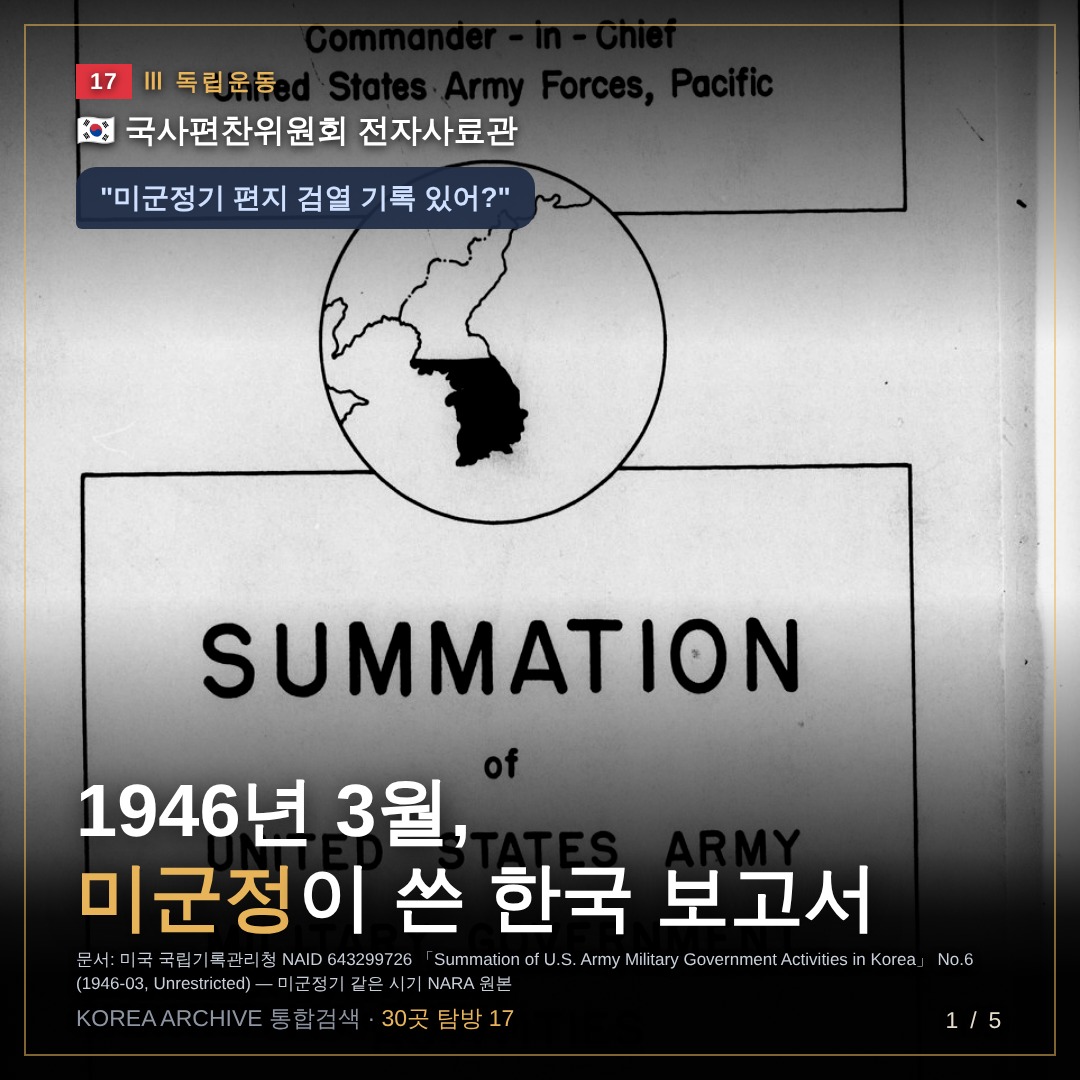 Commander - in - Chief
United States Army Forces, Pacific
17 Ⅲ 독립운동
🇰🇷 국사편찬위원회 전자사료관
"미군정기 편지 검열 기록 있어?"
SUMMATION
of
UNITED STATES ARMY
MILITARY GOVERNMENT
1946년 3월,
미군정이 쓴 한국 보고서
문서: 미국 국립기록관리청 NAID 643299726 「Summation of U.S. Army Military Government Activities in Korea」 No.6
(1946-03, Unrestricted) — 미군정기 같은 시기 NARA 원본
KOREA ARCHIVE 통합검색 · 30곳 탐방 17
1 / 5